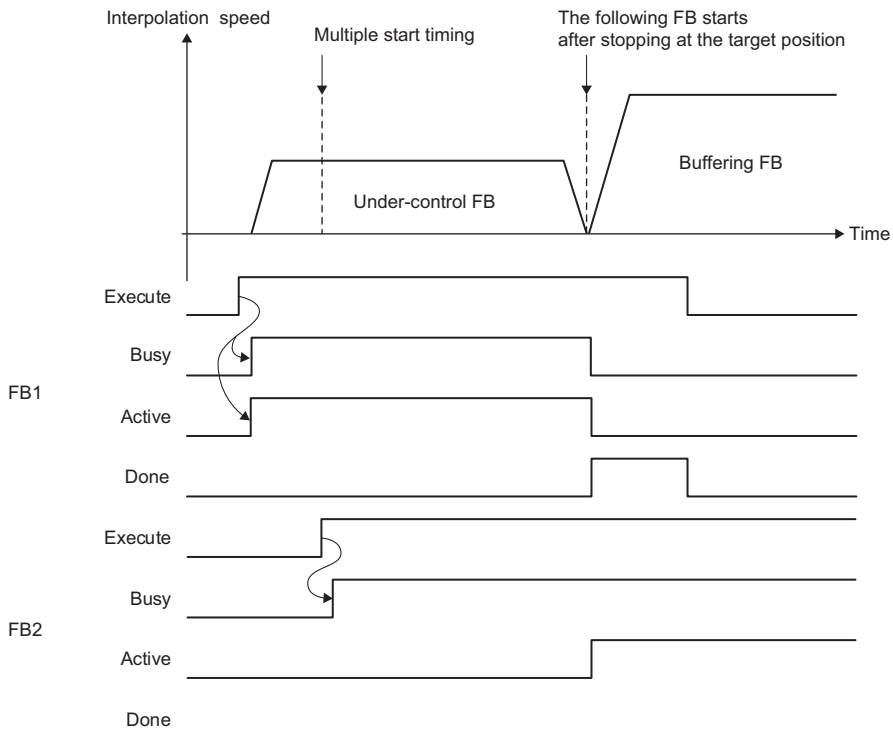 Interpolation speed
Multiple start timing
The following FB starts
after stopping at the target position
Buffering FB
Under-control FB
Time
FB1
Execute
Busy
Active
Done
FB2
Execute
Busy
Active
Done